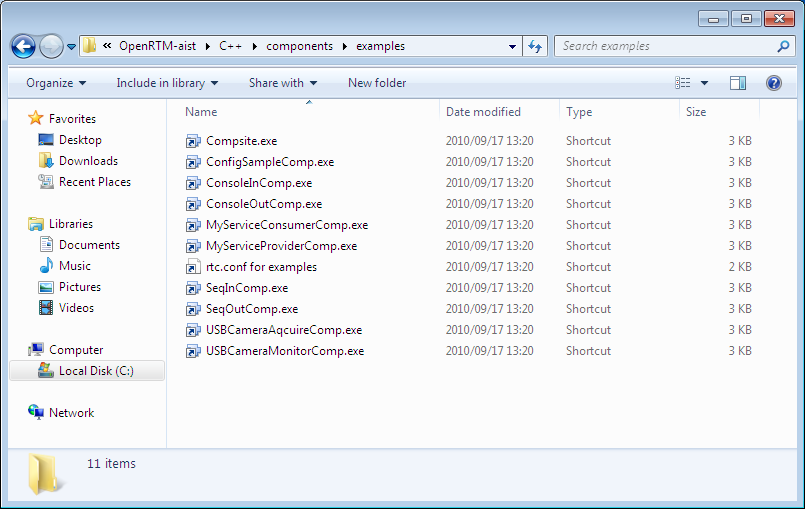 « OpenRTM-aist C++ components examples
Search examples
Organize Include in library Share with New folder
Name Date modified Type Size
Favorites
Desktop
Downloads
Recent Places
Libraries
Documents
Music
Pictures
Videos
Computer
Local Disk (C:)
Network
Compsite.exe 2010/09/17 13:20 Shortcut 3 KB
ConfigSampleComp.exe 2010/09/17 13:20 Shortcut 3 KB
ConsoleInComp.exe 2010/09/17 13:20 Shortcut 3 KB
ConsoleOutComp.exe 2010/09/17 13:20 Shortcut 3 KB
MyServiceConsumerComp.exe 2010/09/17 13:20 Shortcut 3 KB
MyServiceProviderComp.exe 2010/09/17 13:20 Shortcut 3 KB
rtc.conf for examples 2010/09/17 13:20 Shortcut 2 KB
SeqInComp.exe 2010/09/17 13:20 Shortcut 3 KB
SeqOutComp.exe 2010/09/17 13:20 Shortcut 3 KB
USBCameraAqcuireComp.exe 2010/09/17 13:20 Shortcut 3 KB
USBCameraMonitorComp.exe 2010/09/17 13:20 Shortcut 3 KB
11 items